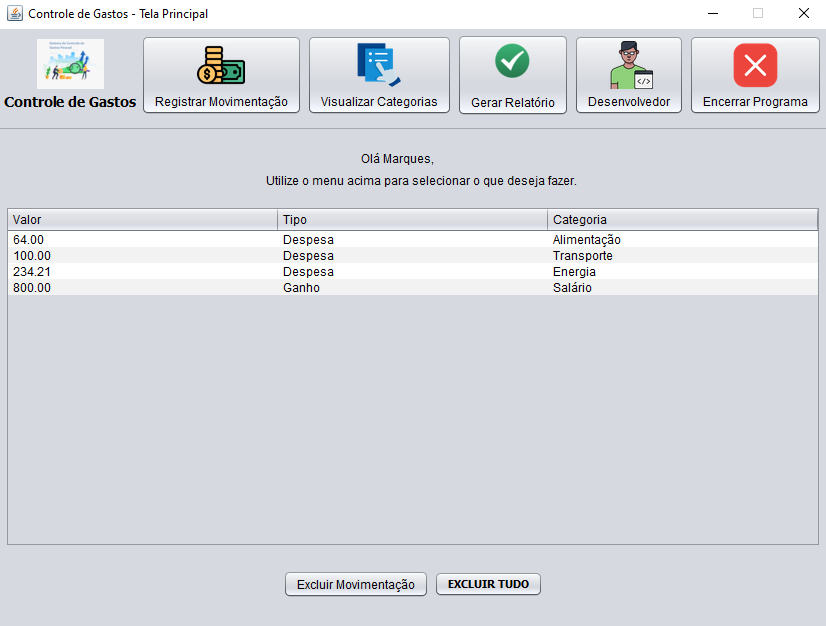 Controle de Gastos - Tela Principal
Controle de Gastos
Registrar Movimentação
Visualizar Categorias
Gerar Relatório
Desenvolvedor
Encerrar Programa
Olá Marques,
Utilize o menu acima para selecionar o que deseja fazer.
Valor Tipo Categoria
64.00 Despesa Alimentação
100.00 Despesa Transporte
234.21 Despesa Energia
800.00 Ganho Salário
Excluir Movimentação
EXCLUIR TUDO